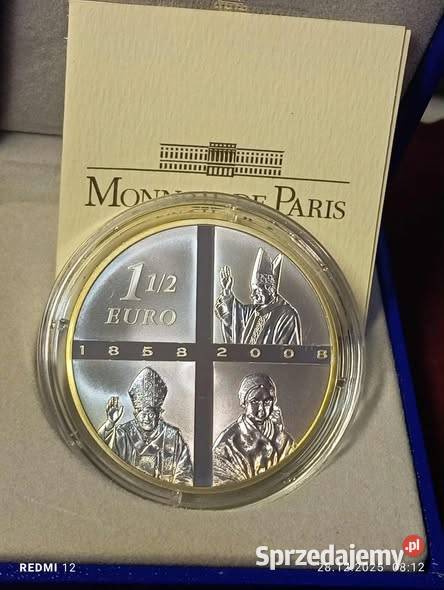 MONNAIE DE PARIS
1 1/2
EURO
1858 2008
REDMI 12
28.12.2025 08:12
Sprzedajemy.pl